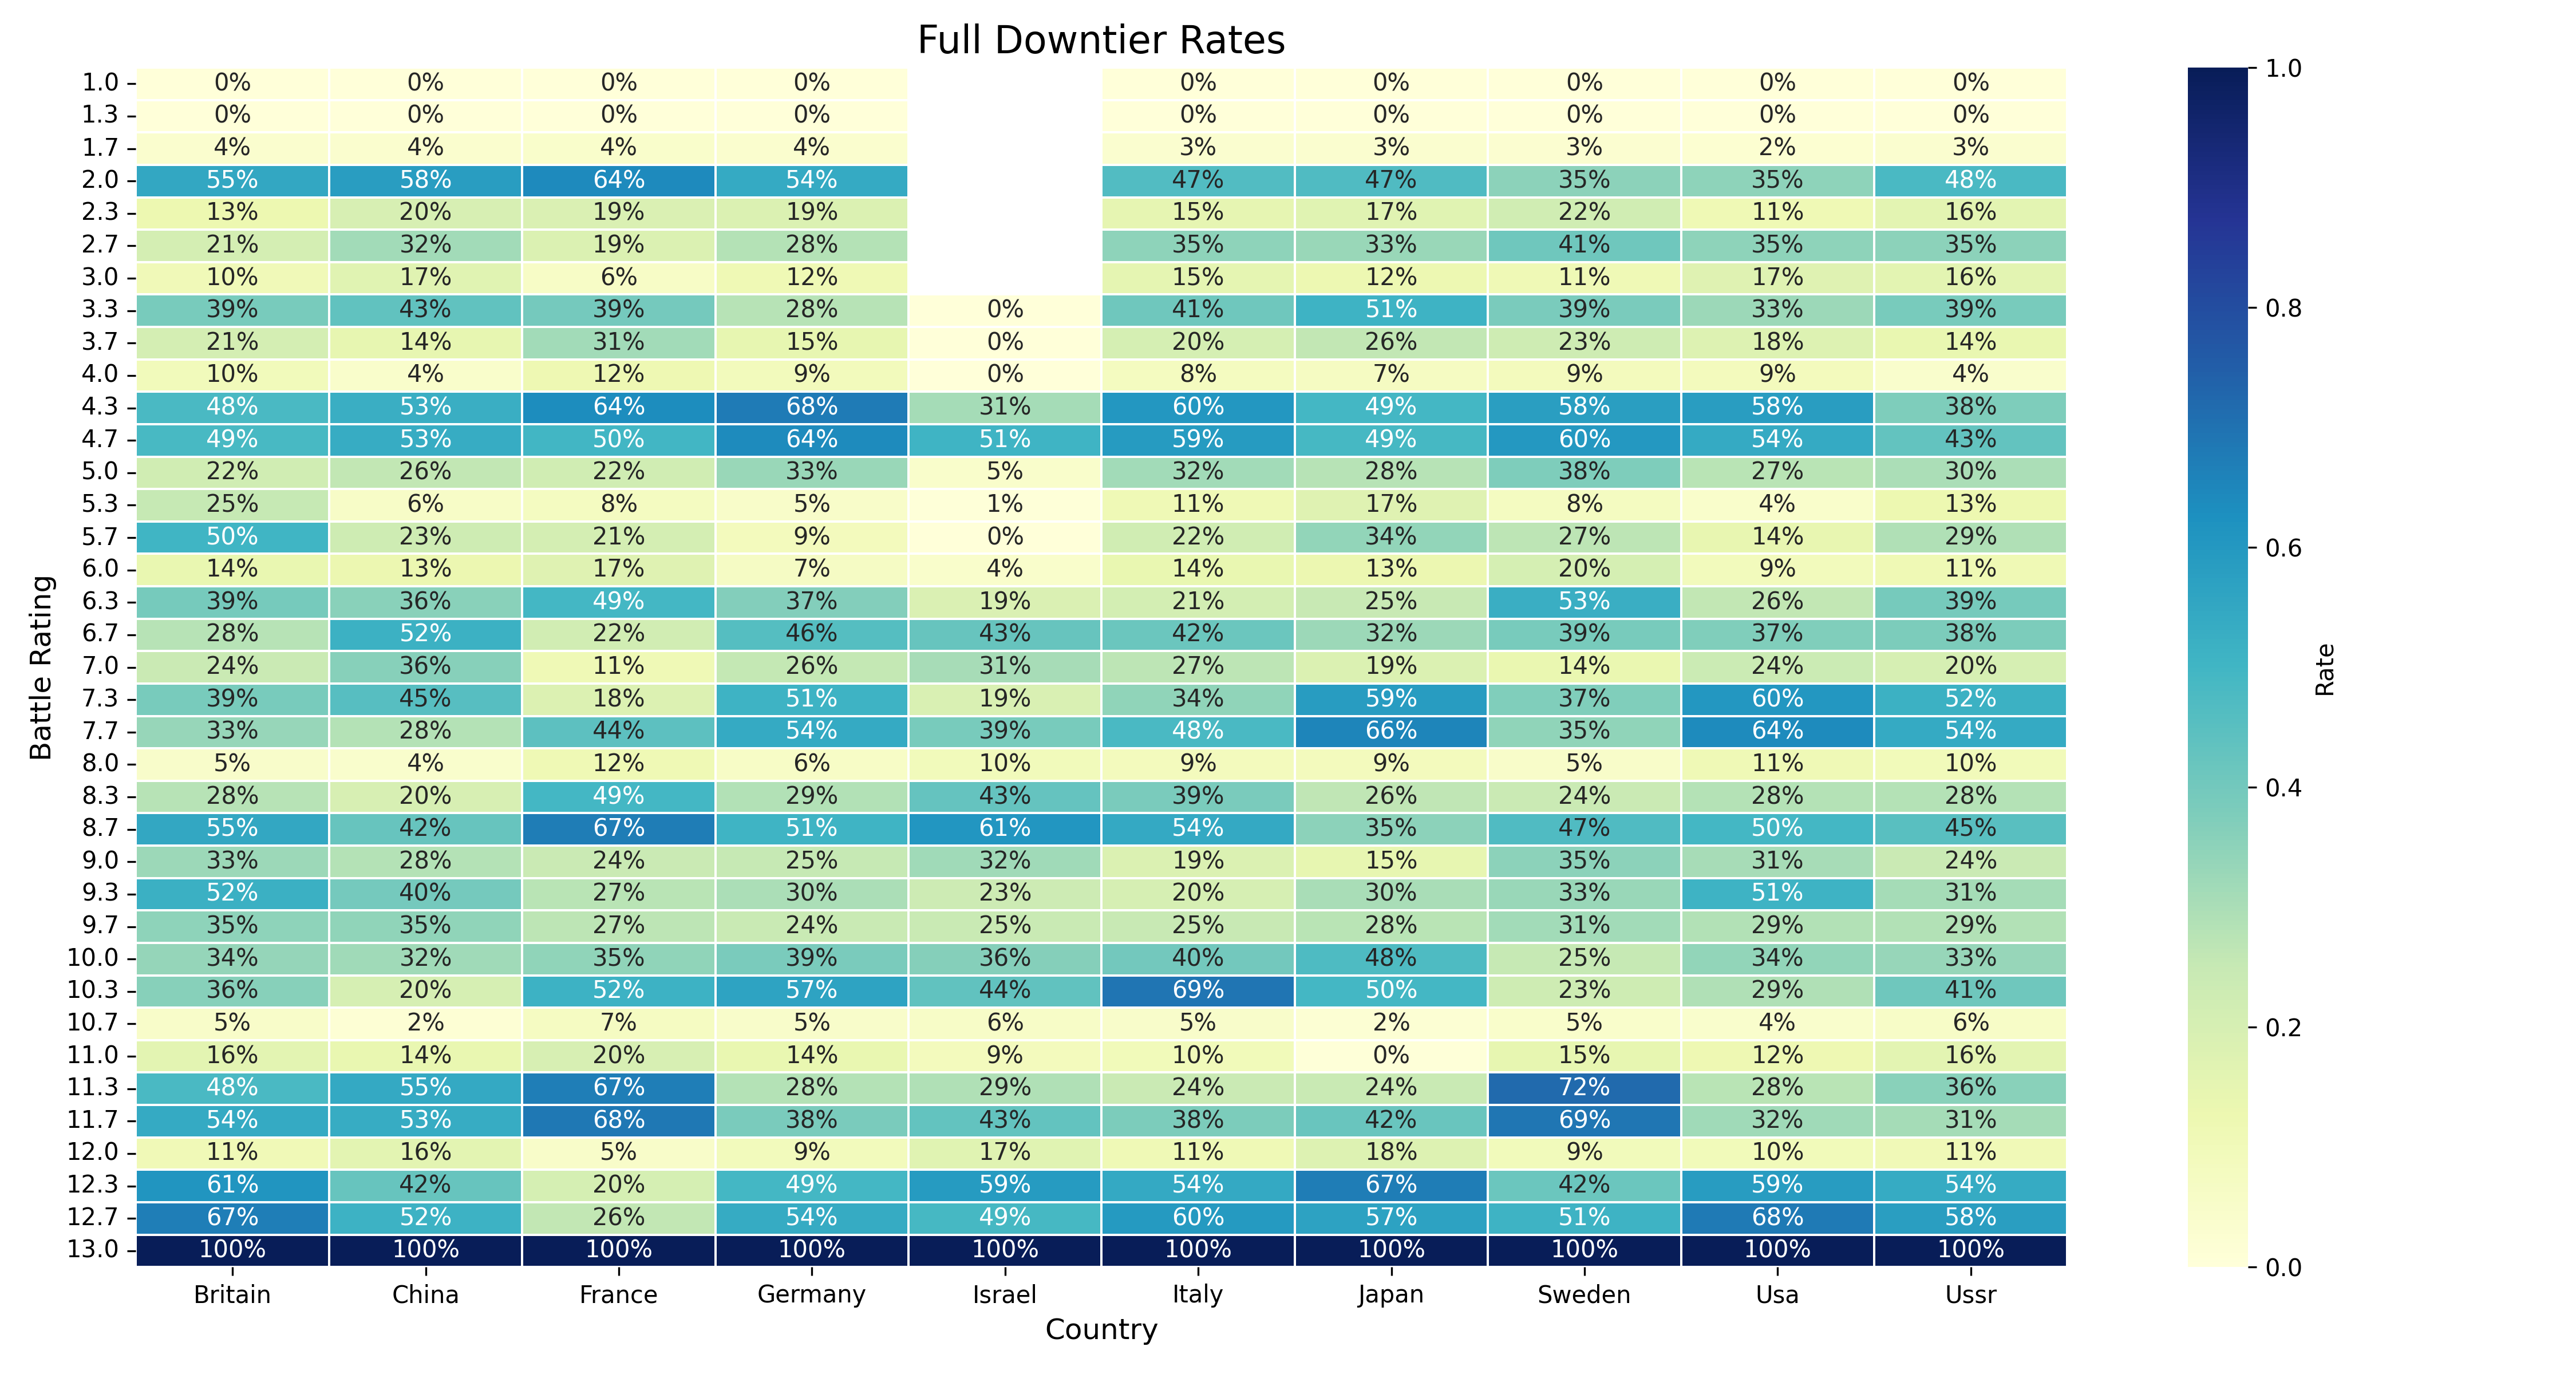 Full Downtier Rates
1.0 0% 0% 0% 0% 0% 0% 0% 0% 0% 1.0
1.3 0% 0% 0% 0% 0% 0% 0% 0% 0%
1.7 4% 4% 4% 4% 3% 3% 3% 2% 3%
2.0 55% 58% 64% 54% 47% 47% 35% 35% 48%
2.3 13% 20% 19% 19% 15% 17% 22% 11% 16%
2.7 21% 32% 19% 28% 35% 33% 41% 35% 35%
3.0 10% 17% 6% 12% 15% 12% 11% 17% 16%
3.3 39% 43% 39% 28% 0% 41% 51% 39% 33% 39% 0.8
3.7 21% 14% 31% 15% 0% 20% 26% 23% 18% 14%
4.0 10% 4% 12% 9% 0% 8% 7% 9% 9% 4%
4.3 48% 53% 64% 68% 31% 60% 49% 58% 58% 38%
4.7 49% 53% 50% 64% 51% 59% 49% 60% 54% 43%
5.0 22% 26% 22% 33% 5% 32% 28% 38% 27% 30%
5.3 25% 6% 8% 5% 1% 11% 17% 8% 4% 13%
5.7 50% 23% 21% 9% 0% 22% 34% 27% 14% 29% 0.6
6.0 14% 13% 17% 7% 4% 14% 13% 20% 9% 11%
6.3 39% 36% 49% 37% 19% 21% 25% 53% 26% 39%
6.7 28% 52% 22% 46% 43% 42% 32% 39% 37% 38%
7.0 24% 36% 11% 26% 31% 27% 19% 14% 24% 20%
Battle Rating
Rate
7.3 39% 45% 18% 51% 19% 34% 59% 37% 60% 52%
7.7 33% 28% 44% 54% 39% 48% 66% 35% 64% 54%
8.0 5% 4% 12% 6% 10% 9% 9% 5% 11% 10%
8.3 28% 20% 49% 29% 43% 39% 26% 24% 28% 28% 0.4
8.7 55% 42% 67% 51% 61% 54% 35% 47% 50% 45%
9.0 33% 28% 24% 25% 32% 19% 15% 35% 31% 24%
9.3 52% 40% 27% 30% 23% 20% 30% 33% 51% 31%
9.7 35% 35% 27% 24% 25% 25% 28% 31% 29% 29%
10.0 34% 32% 35% 39% 36% 40% 48% 25% 34% 33%
10.3 36% 20% 52% 57% 44% 69% 50% 23% 29% 41%
10.7 5% 2% 7% 5% 6% 5% 2% 5% 4% 6% 0.2
11.0 16% 14% 20% 14% 9% 10% 0% 15% 12% 16%
11.3 48% 55% 67% 28% 29% 24% 24% 72% 28% 36%
11.7 54% 53% 68% 38% 43% 38% 42% 69% 32% 31%
12.0 11% 16% 5% 9% 17% 11% 18% 9% 10% 11%
12.3 61% 42% 20% 49% 59% 54% 67% 42% 59% 54%
12.7 67% 52% 26% 54% 49% 60% 57% 51% 68% 58%
13.0 100% 100% 100% 100% 100% 100% 100% 100% 100% 100% 0.0
Britain China France Germany Israel Italy Japan Sweden Usa Ussr
Country